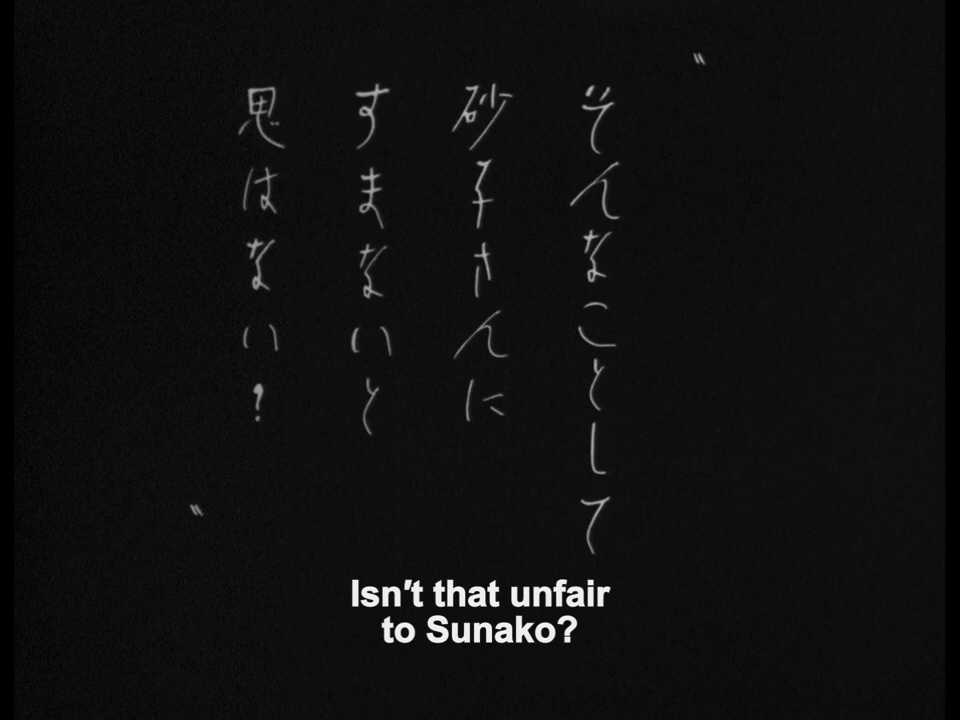 〝
そんなことして
砂子さんに
すまないと
思はない?
〟
Isn't that unfair
to Sunako?